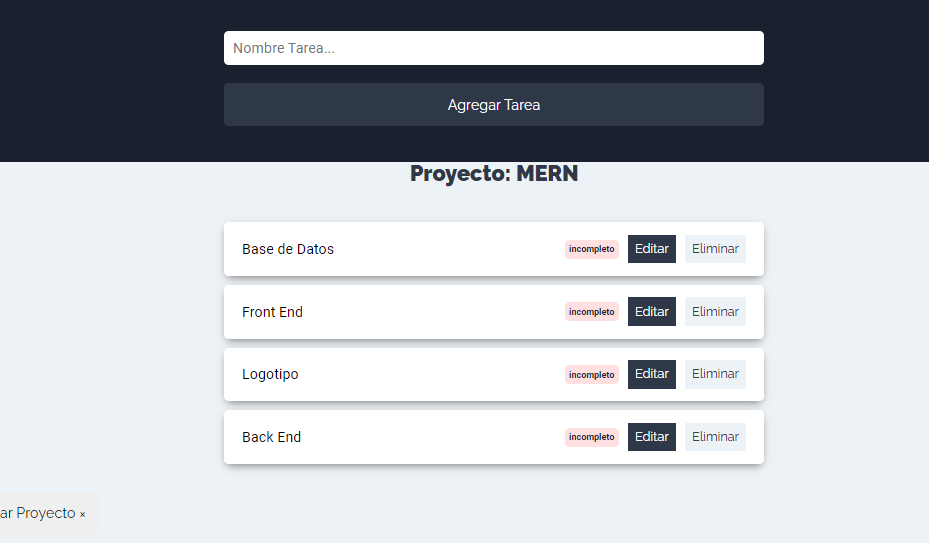 Nombre Tarea...
Agregar Tarea
Proyecto: MERN
Base de Datos incompleto Editar Eliminar
Front End incompleto Editar Eliminar
Logotipo incompleto Editar Eliminar
Back End incompleto Editar Eliminar
ar Proyecto ×